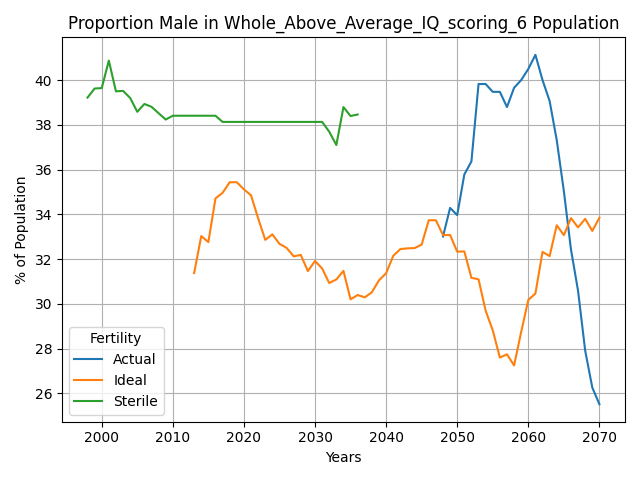 Proportion Male in Whole_Above_Average_IQ_scoring_6 Population
% of Population
40
38
36
34
32
30
28
26
Fertility
Actual
Ideal
Sterile
2000 2010 2020 2030 2040 2050 2060 2070
Years